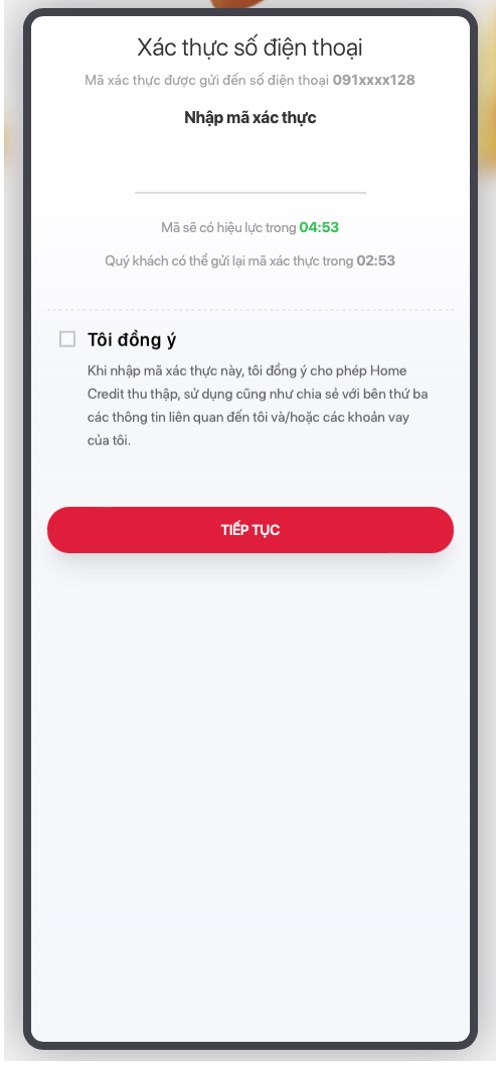 Xác thực số điện thoại
Mã xác thực được gửi đến số điện thoại 091xxxx128
Nhập mã xác thực
Mã sẽ có hiệu lực trong 04:53
Quý khách có thể gửi lại mã xác thực trong 02:53
Tôi đồng ý
Khi nhập mã xác thực này, tôi đồng ý cho phép Home
Credit thu thập, sử dụng cũng như chia sẻ với bên thứ ba
các thông tin liên quan đến tôi và/hoặc các khoản vay
của tôi.
TIẾP TỤC